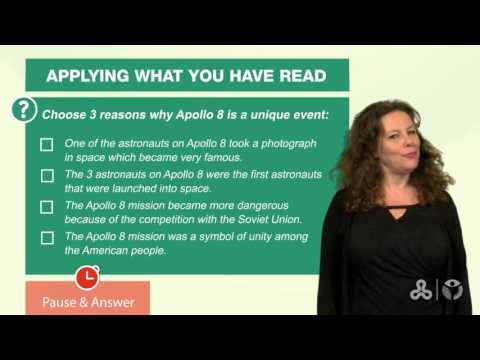 APPLYING WHAT YOU HAVE READ
?
Choose 3 reasons why Apollo 8 is a unique event:
One of the astronauts on Apollo 8 took a photograph
in space which became very famous.
The 3 astronauts on Apollo 8 were the first astronauts
that were launched into space.
The Apollo 8 mission became more dangerous
because of the competition with the Soviet Union.
The Apollo 8 mission was a symbol of unity among
the American people.
Pause & Answer